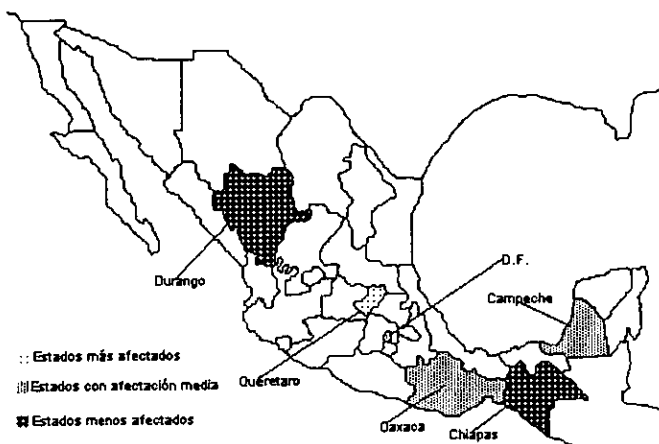 D.F.
Durango
Campeche
Estados más afectados
Querétaro
Estados con afectación media
Oaxaca
Estados menos afectados
Chiapas